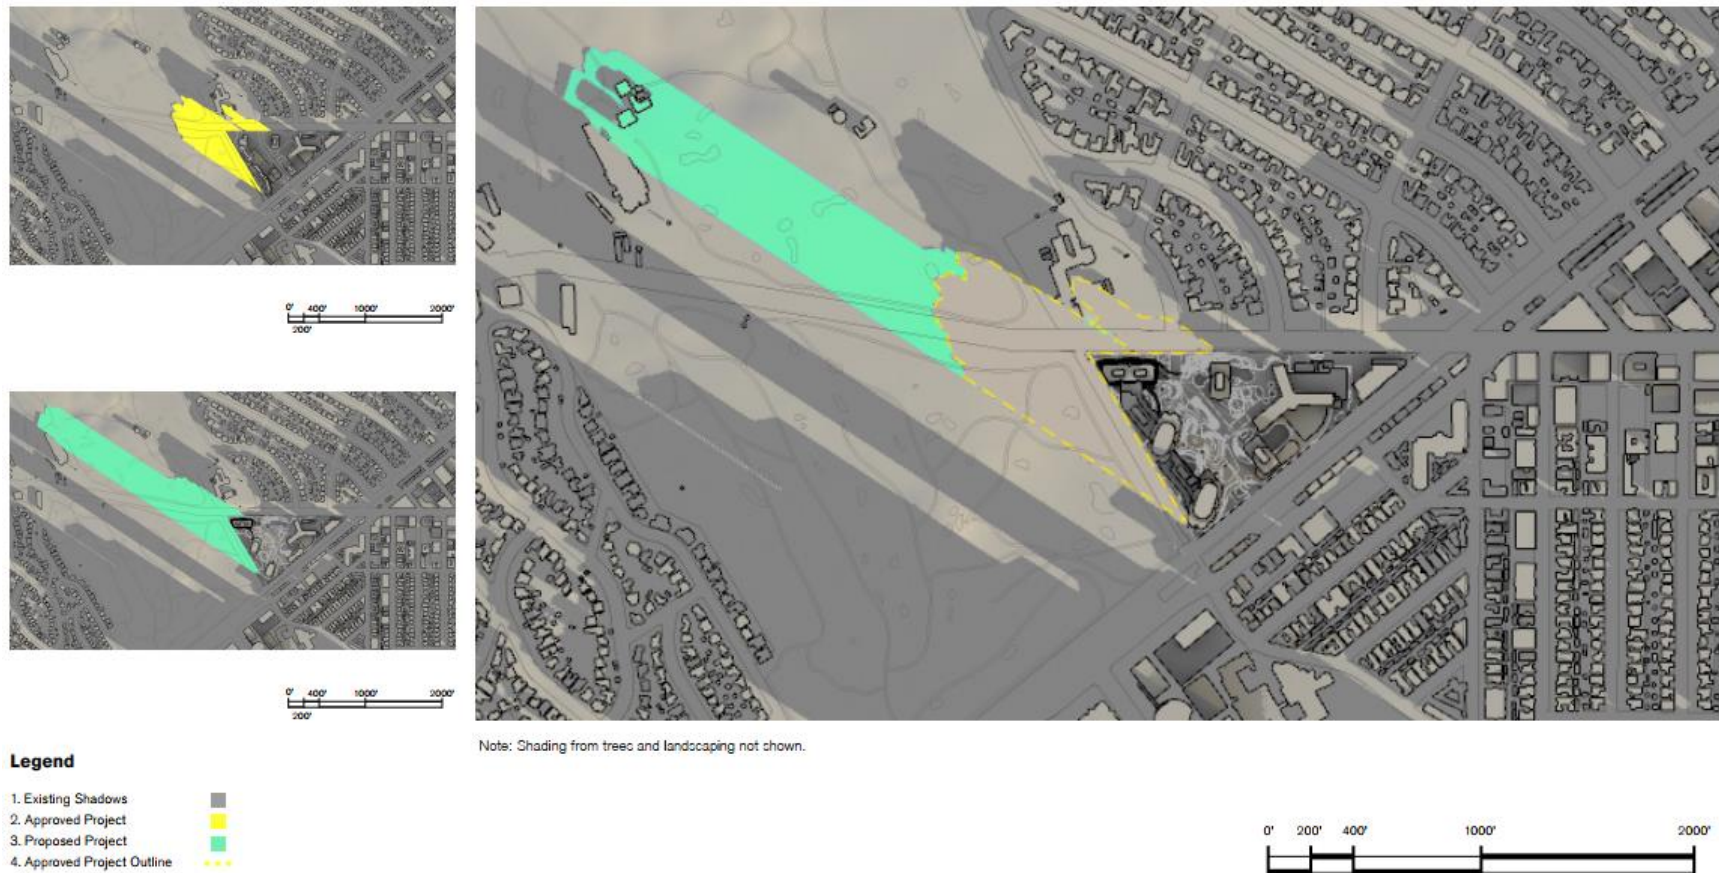 0' 400' 1000' 2000'
200'
0' 400' 1000' 2000'
200'
Note: Shading from trees and landscaping not shown.
Legend
1. Existing Shadows
2. Approved Project
3. Proposed Project
4. Approved Project Outline
0' 200' 400' 1000' 2000'